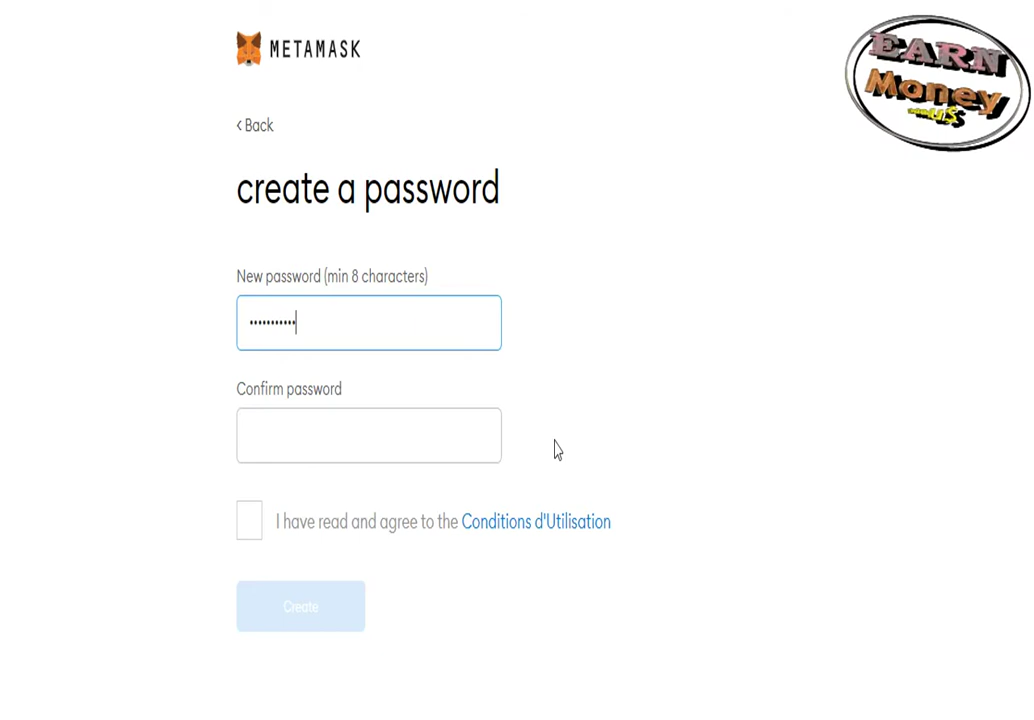 METAMASK
EARN
Money
< Back
create a password
New password (min 8 characters)
•••••••••••
Confirm password
I have read and agree to the Conditions d'Utilisation
Create